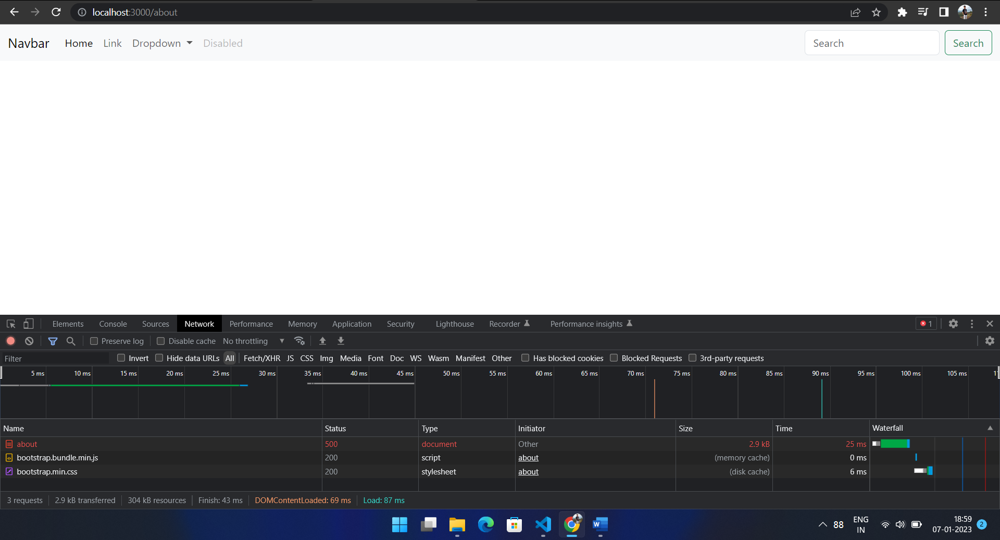 localhost:3000/about
Navbar Home Link Dropdown Disabled Search Search
Elements Console Sources Network Performance Memory Application Security Lighthouse Recorder Performance insights 1
Preserve log Disable cache No throttling
Filter Invert Hide data URLs All Fetch/XHR JS CSS Img Media Font Doc WS Wasm Manifest Other Has blocked cookies Blocked Requests 3rd-party requests
5 ms 10 ms 15 ms 20 ms 25 ms 30 ms 35 ms 40 ms 45 ms 50 ms 55 ms 60 ms 65 ms 70 ms 75 ms 80 ms 85 ms 90 ms 95 ms 100 ms 105 ms
Name Status Type Initiator Size Time Waterfall
about 500 document Other 2.9 kB 25 ms
bootstrap.bundle.min.js 200 script about (memory cache) 0 ms
bootstrap.min.css 200 stylesheet about (disk cache) 6 ms
3 requests 2.9 kB transferred 304 kB resources Finish: 43 ms DOMContentLoaded: 69 ms Load: 87 ms
88 ENG 18:59 2
IN 07-01-2023